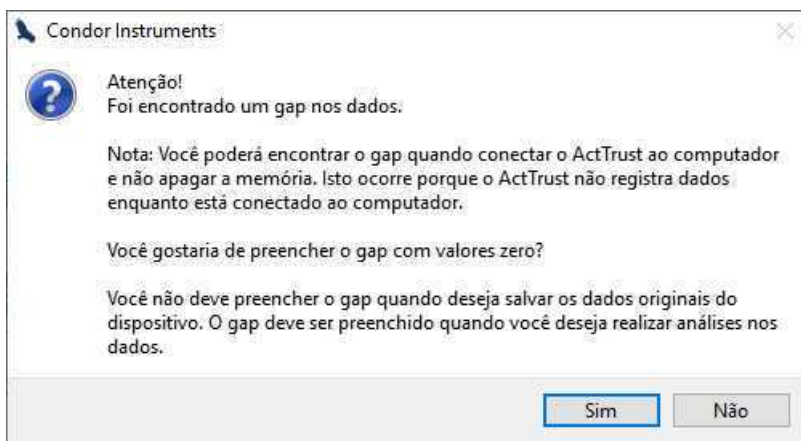 Condor Instruments
Atenção!
Foi encontrado um gap nos dados.
Nota: Você poderá encontrar o gap quando conectar o ActTrust ao computador
e não apagar a memória. Isto ocorre porque o ActTrust não registra dados
enquanto está conectado ao computador.
Você gostaria de preencher o gap com valores zero?
Você não deve preencher o gap quando deseja salvar os dados originais do
dispositivo. O gap deve ser preenchido quando você deseja realizar análises nos
dados.
Sim
Não